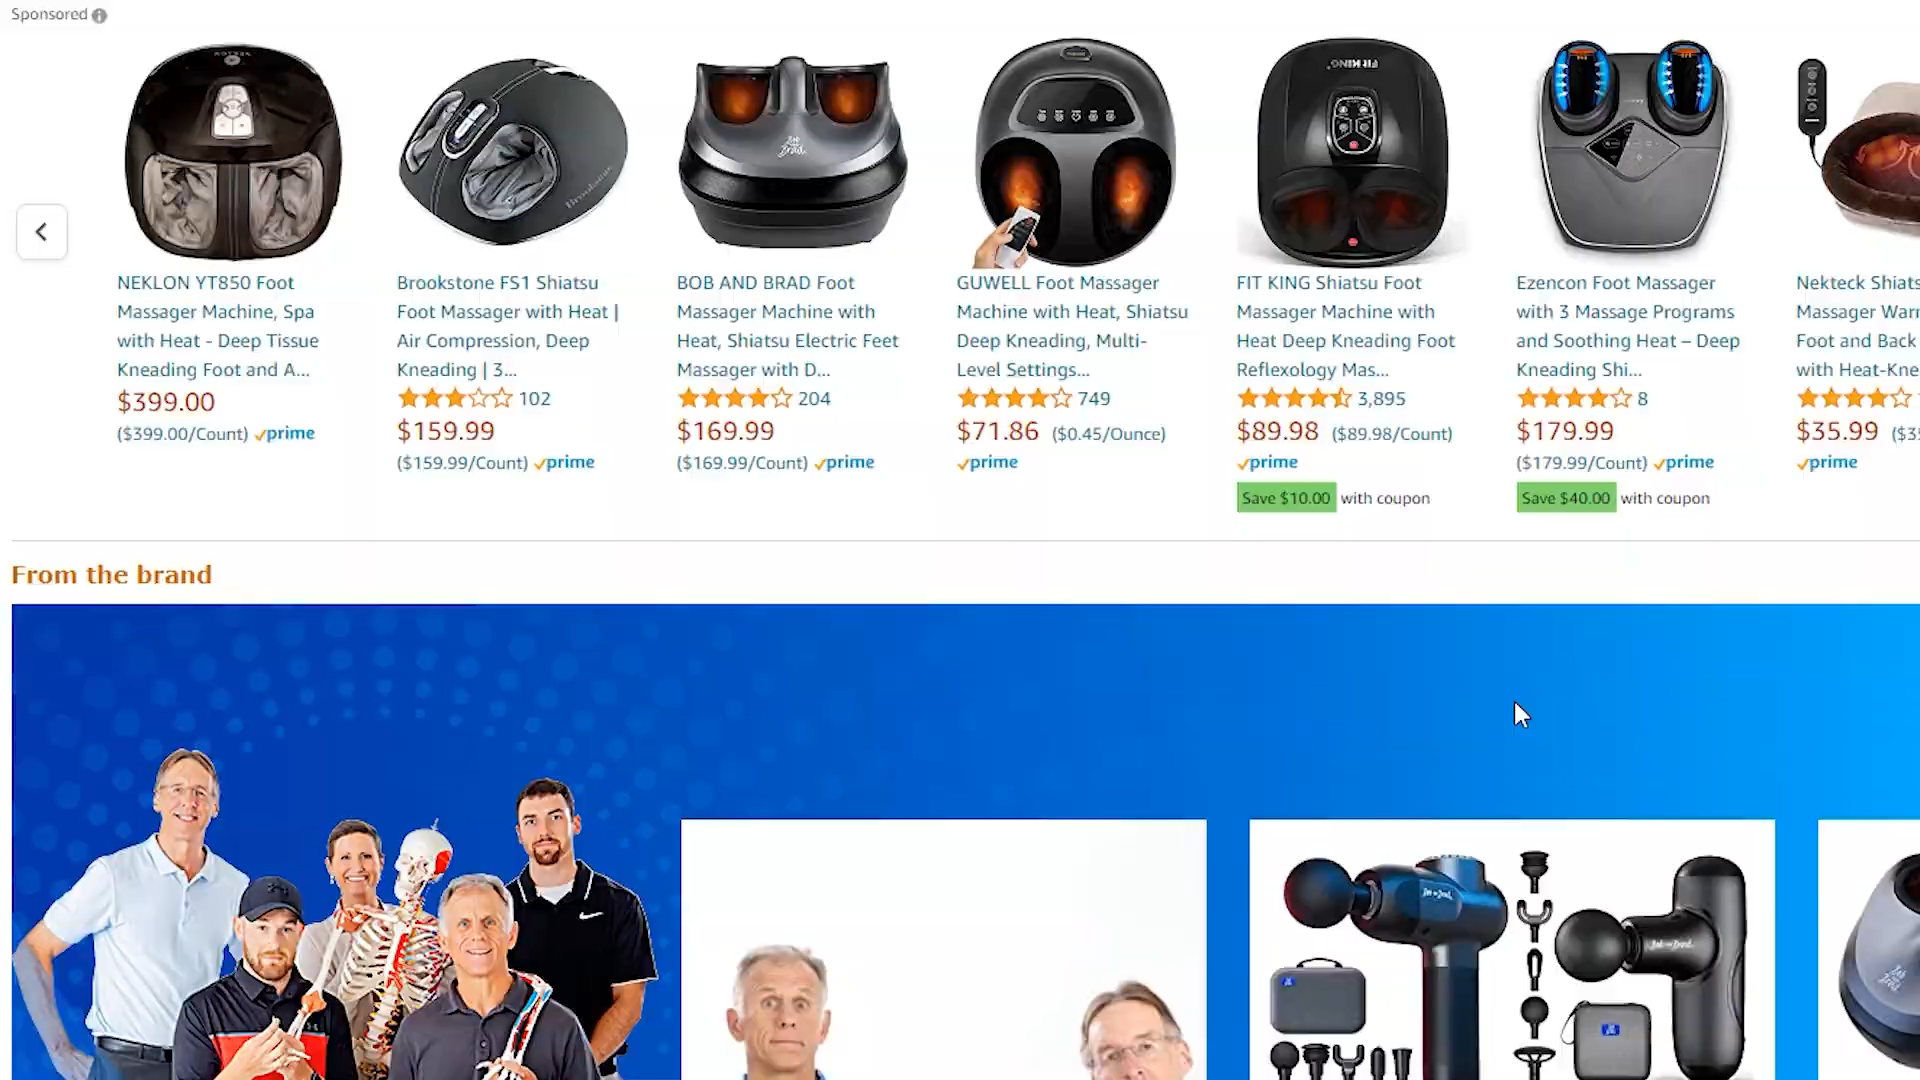 Sponsored
NEKLON YT850 Foot
Massager Machine, Spa
with Heat - Deep Tissue
Kneading Foot and A...
$399.00
($399.00/Count) prime
Brookstone FS1 Shiatsu
Foot Massager with Heat |
Air Compression, Deep
Kneading | 3...
102
$159.99
($159.99/Count) prime
BOB AND BRAD Foot
Massager Machine with
Heat, Shiatsu Electric Feet
Massager with D...
204
$169.99
($169.99/Count) prime
GUWELL Foot Massager
Machine with Heat, Shiatsu
Deep Kneading, Multi-
Level Settings...
749
$71.86 ($0.45/Ounce)
prime
FIT KING
FIT KING Shiatsu Foot
Massager Machine with
Heat Deep Kneading Foot
Reflexology Mas...
3,895
$89.98 ($89.98/Count)
prime
Save $10.00 with coupon
Ezencon Foot Massager
with 3 Massage Programs
and Soothing Heat – Deep
Kneading Shi...
8
$179.99
($179.99/Count) prime
Save $40.00 with coupon
Nekteck
Massager
Foot and Back
$35.99
prime
From the brand